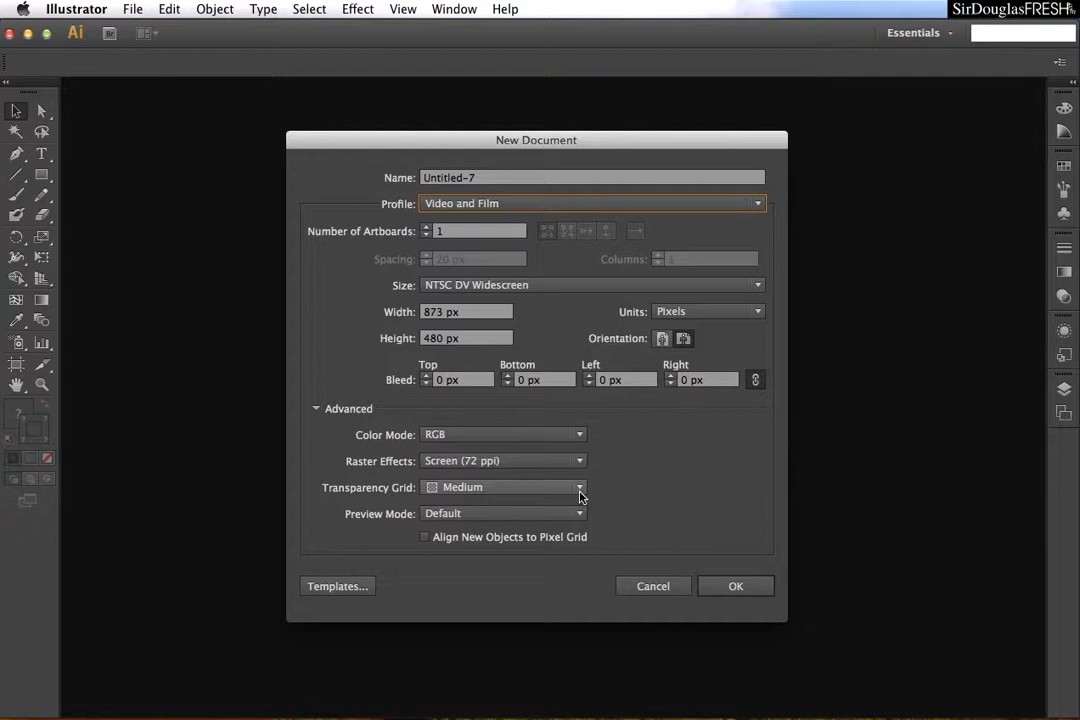 Illustrator File Edit Object Type Select Effect View Window Help
SirDouglasFRESH
Ai Br Essentials
New Document
Name: Untitled-7
Profile: Video and Film
Number of Artboards: 1
Spacing: 20 px Columns: 1
Size: NTSC DV Widescreen
Width: 873 px Units: Pixels
Height: 480 px Orientation:
Top Bottom Left Right
Bleed: 0 px 0 px 0 px 0 px
Advanced
Color Mode: RGB
Raster Effects: Screen (72 ppi)
Transparency Grid: Medium
Preview Mode: Default
Align New Objects to Pixel Grid
Templates... Cancel OK